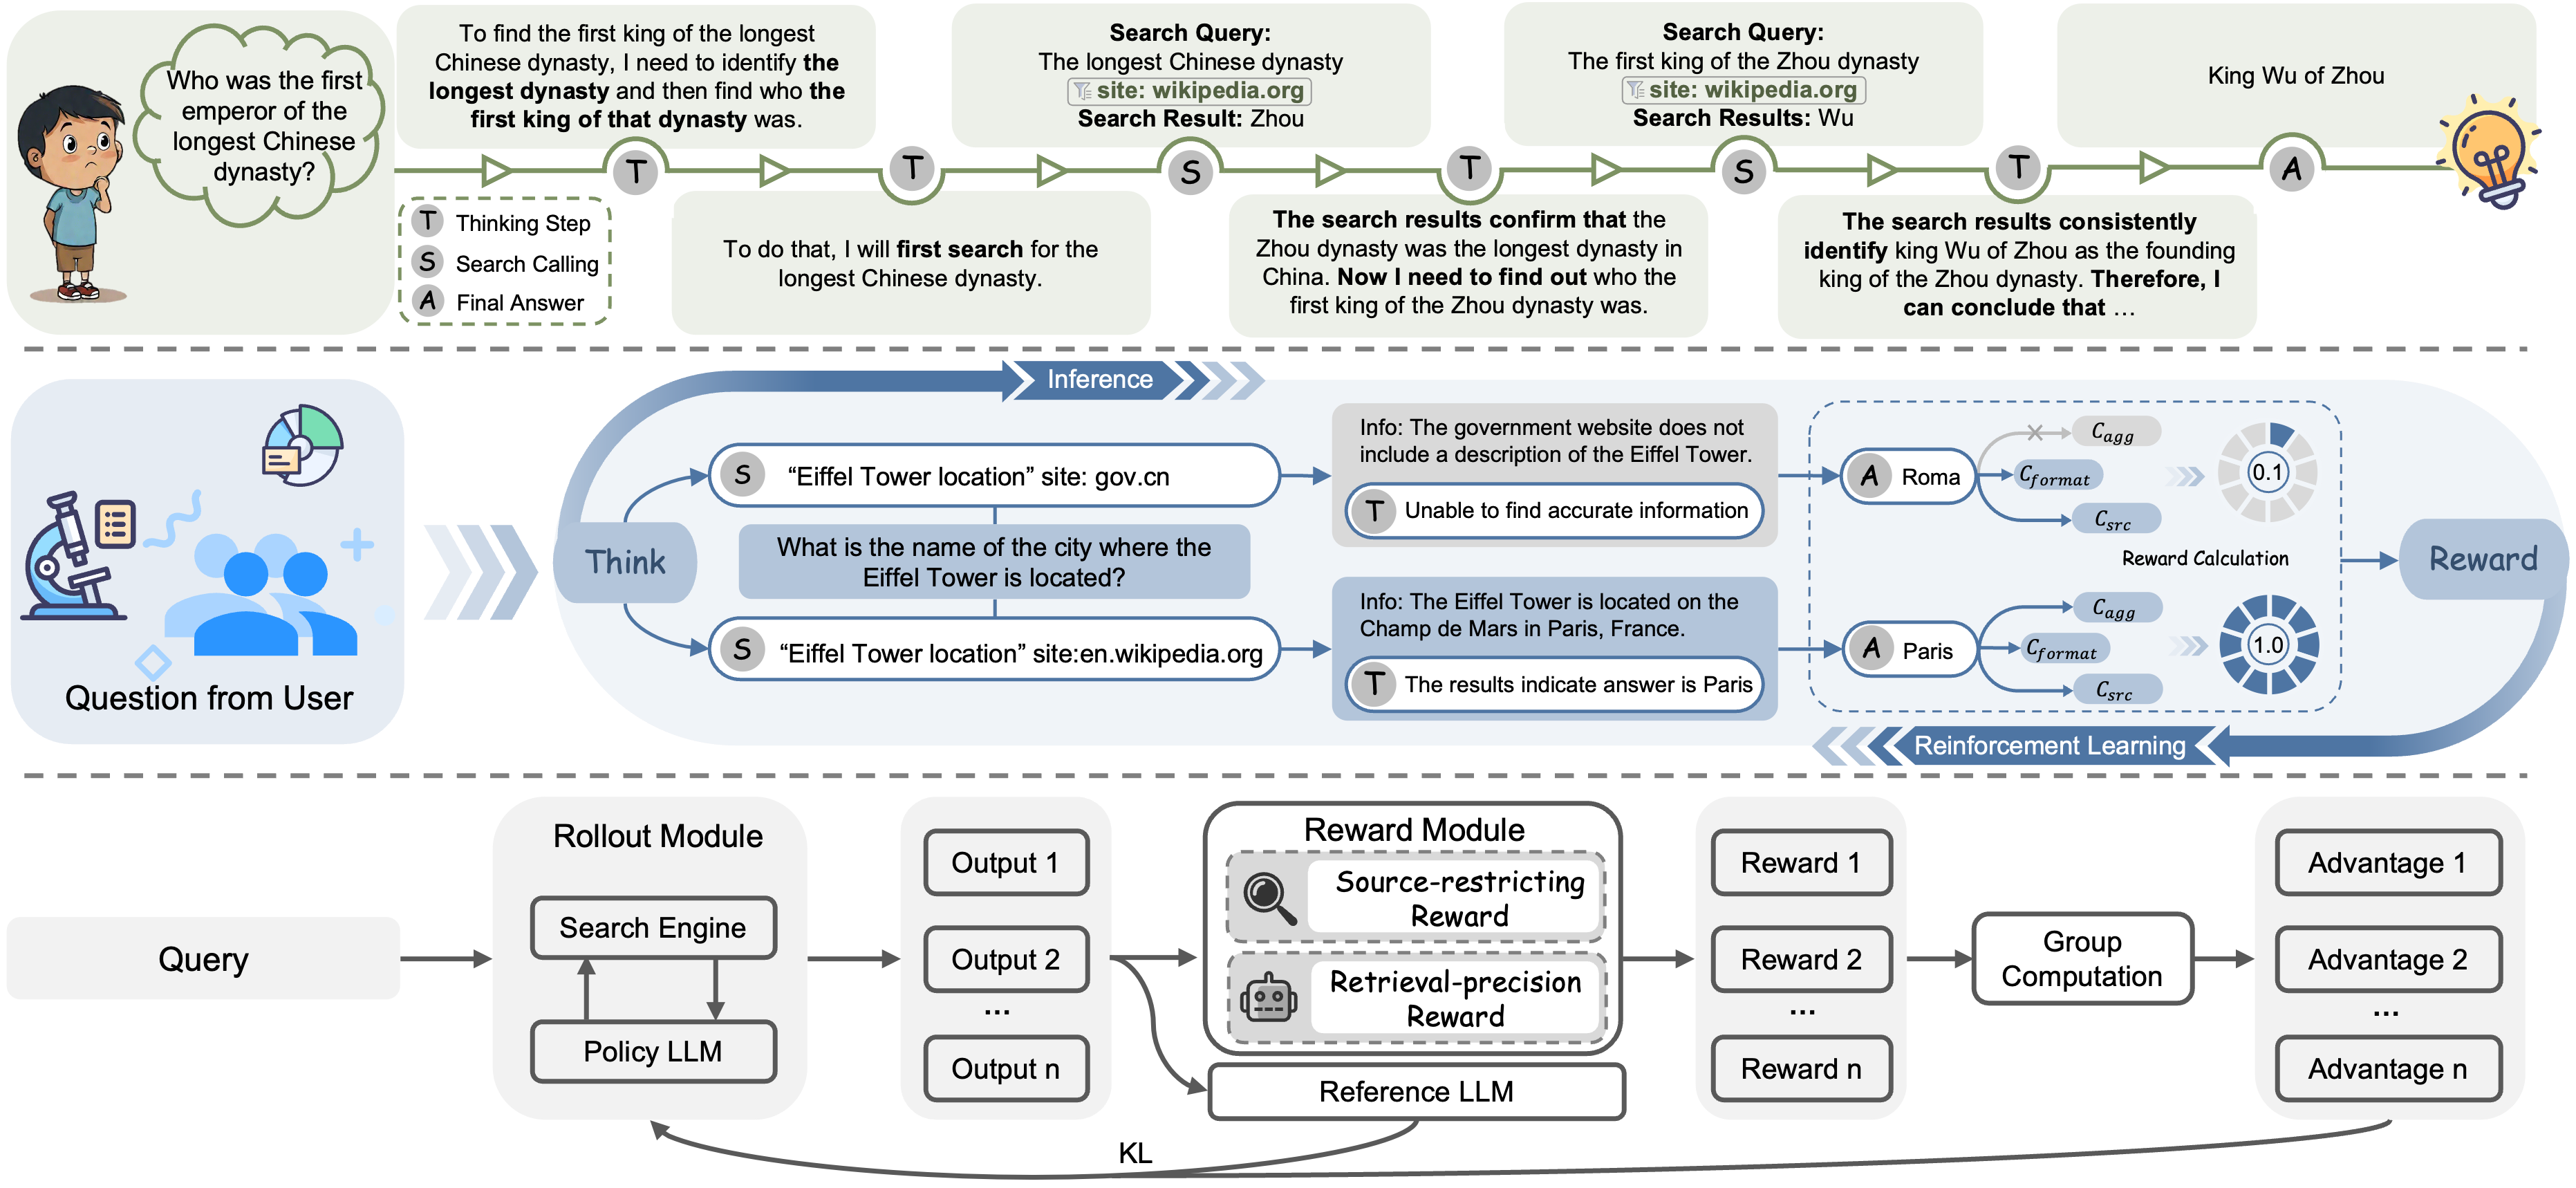 Who was the first
emperor of the
longest Chinese
dynasty?
To find the first king of the longest
Chinese dynasty, I need to identify the
longest dynasty and then find who the
first king of that dynasty was.
T
T
To do that, I will first search for the
longest Chinese dynasty.
Search Query:
The longest Chinese dynasty
site: wikipedia.org
Search Result: Zhou
S
T
The search results confirm that the
Zhou dynasty was the longest dynasty in
China. Now I need to find out who the
first king of the Zhou dynasty was.
Search Query:
The first king of the Zhou dynasty
site: wikipedia.org
Search Results: Wu
S
T
The search results consistently
identify king Wu of Zhou as the founding
king of the Zhou dynasty. Therefore, I
can conclude that ...
King Wu of Zhou
A
T Thinking Step
S Search Calling
A Final Answer
Question from User
Inference
Think
S "Eiffel Tower location" site: gov.cn
What is the name of the city where the
Eiffel Tower is located?
S "Eiffel Tower location" site:en.wikipedia.org
Info: The government website does not
include a description of the Eiffel Tower.
T Unable to find accurate information
Info: The Eiffel Tower is located on the
Champ de Mars in Paris, France.
T The results indicate answer is Paris
A Roma
C_agg
C_format
C_src
0.1
Reward Calculation
A Paris
C_agg
C_format
C_src
1.0
Reward
Reinforcement Learning
Query
Rollout Module
Search Engine
Policy LLM
Output 1
Output 2
...
Output n
Reward Module
Source-restricting
Reward
Retrieval-precision
Reward
Reference LLM
Reward 1
Reward 2
...
Reward n
Group
Computation
Advantage 1
Advantage 2
...
Advantage n
KL